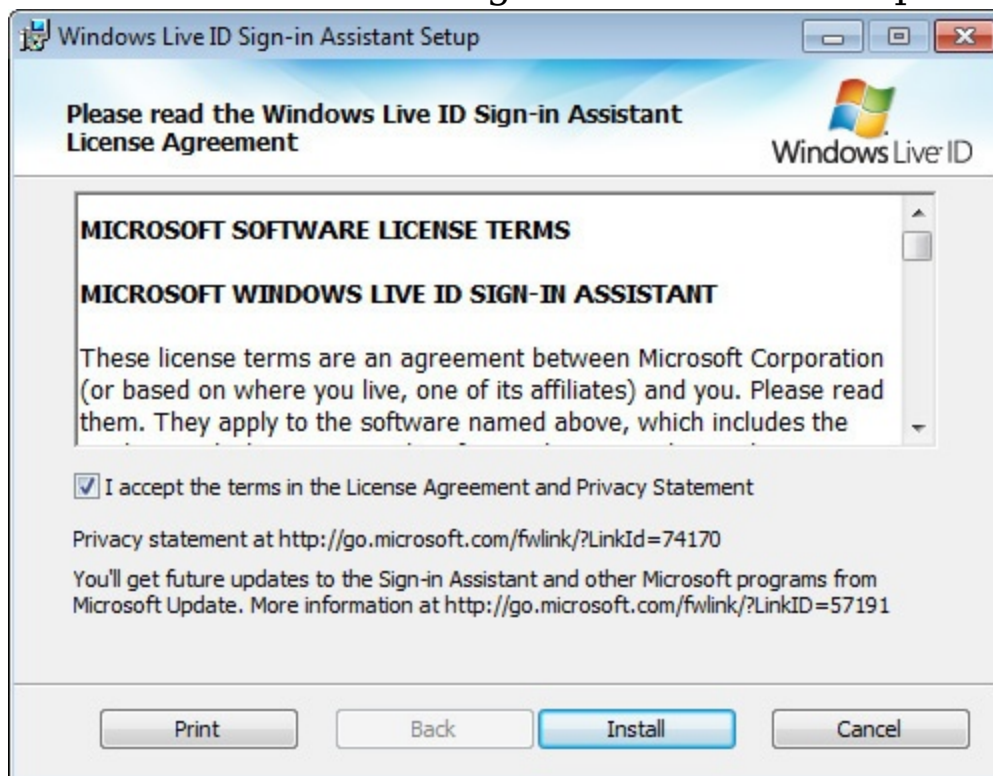 Windows Live ID Sign-in Assistant Setup
Please read the Windows Live ID Sign-in Assistant
License Agreement
Windows Live ID
MICROSOFT SOFTWARE LICENSE TERMS
MICROSOFT WINDOWS LIVE ID SIGN-IN ASSISTANT
These license terms are an agreement between Microsoft Corporation
(or based on where you live, one of its affiliates) and you. Please read
them. They apply to the software named above, which includes the
I accept the terms in the License Agreement and Privacy Statement
Privacy statement at http://go.microsoft.com/fwlink/?LinkId=74170
You'll get future updates to the Sign-in Assistant and other Microsoft programs from
Microsoft Update. More information at http://go.microsoft.com/fwlink/?LinkID=57191
Print
Back
Install
Cancel